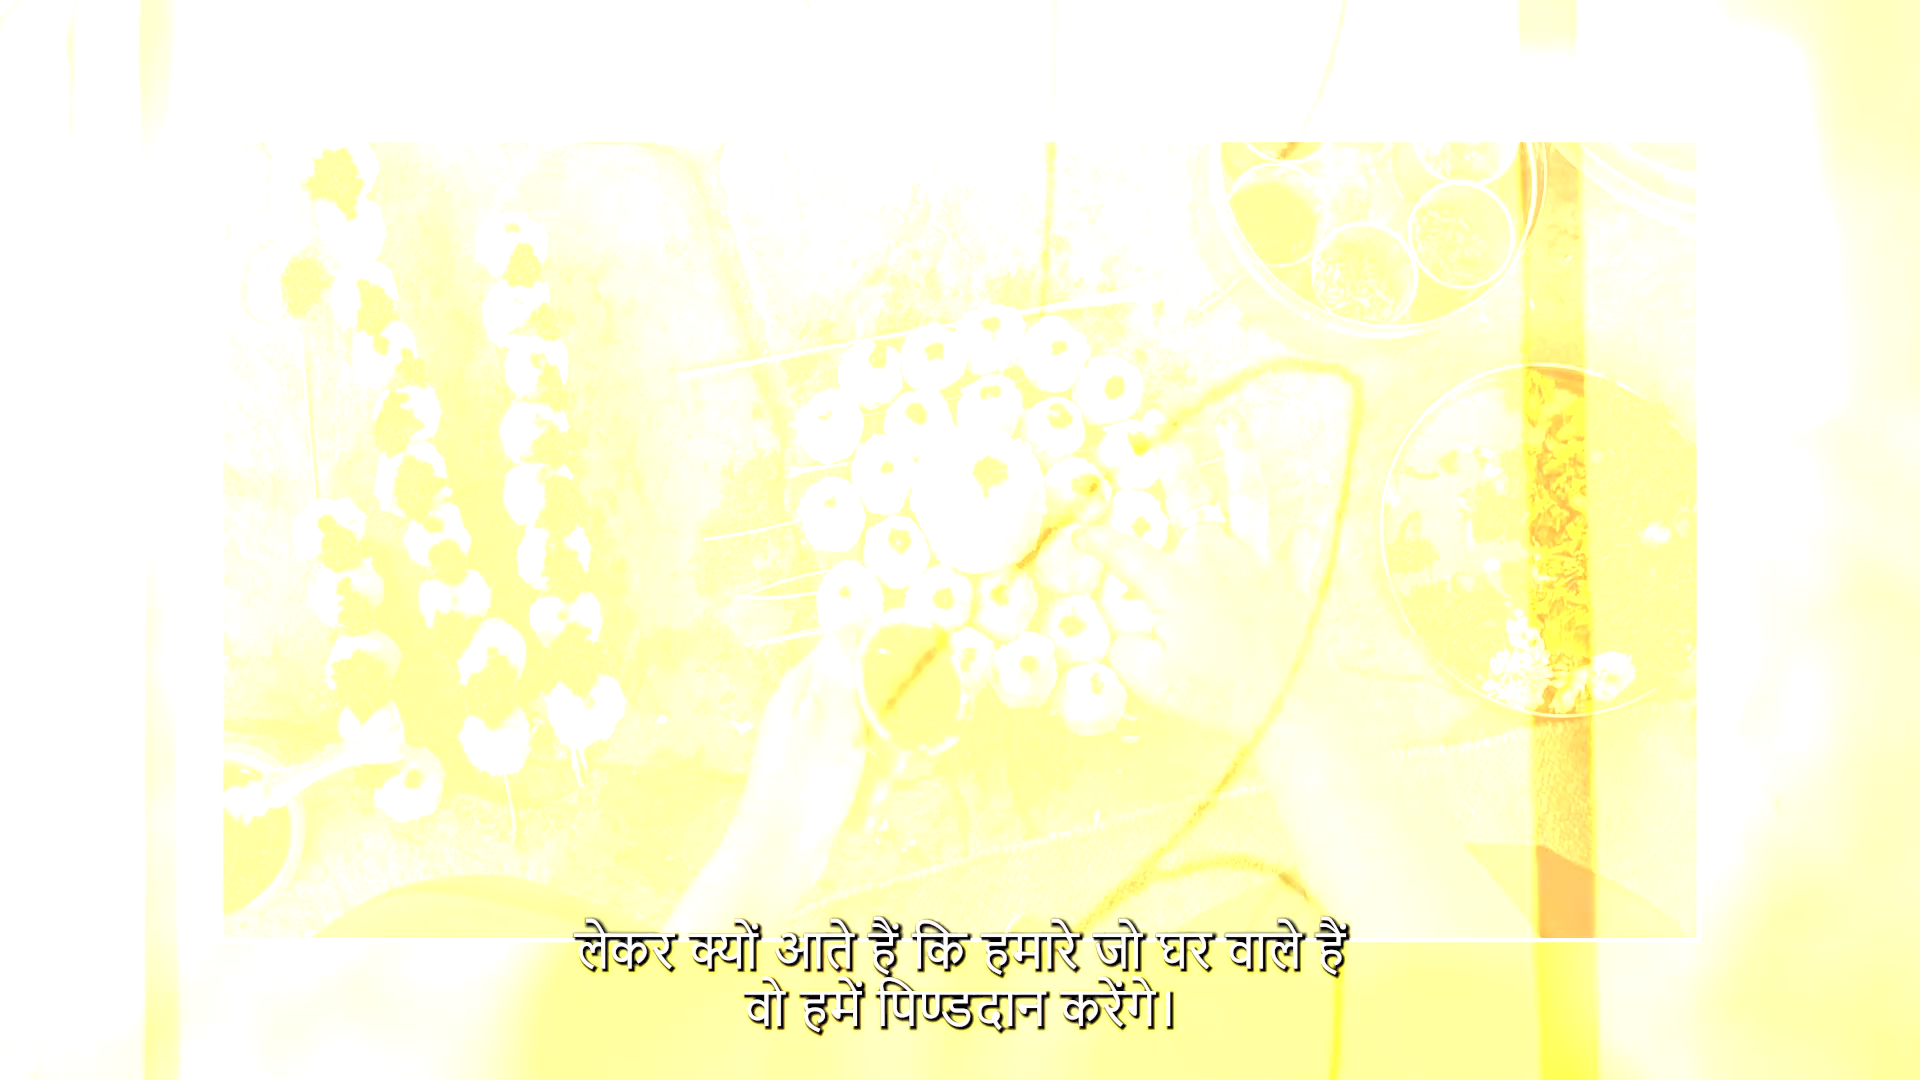 लेकर क्यों आते हैं कि हमारे जो घर वाले हैं
वो हमें पिण्डदान करेंगे।